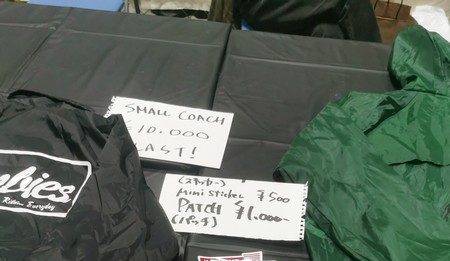 SMALL COACH
¥10.000
LAST!
(ステッカー)
mini sticker ¥500
PATCH ¥1.000-
(パッチ)
Ride Everyday